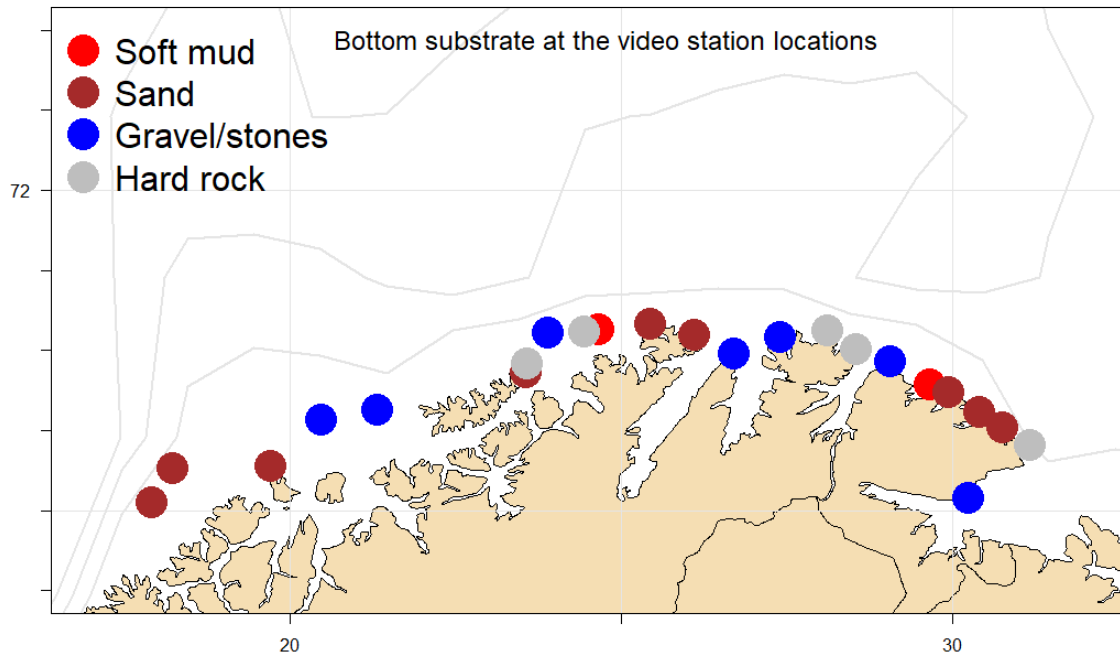 Bottom substrate at the video station locations
Soft mud
Sand
Gravel/stones
Hard rock
72
20
30